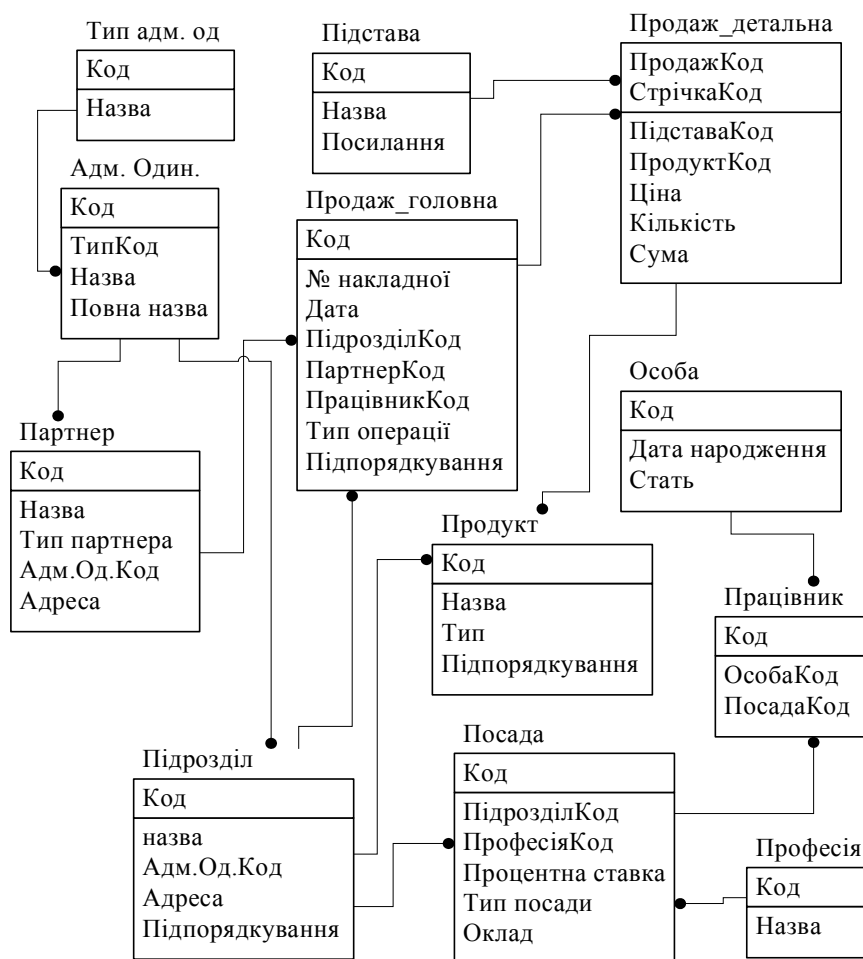 Тип адм. од
Код
Назва
Підстава
Код
Назва
Посилання
Продаж_детальна
ПродажКод
СтрічкаКод
ПідставаКод
ПродуктКод
Ціна
Кількість
Сума
Адм. Один.
Код
ТипКод
Назва
Повна назва
Продаж_головна
Код
№ накладної
Дата
ПідрозділКод
ПартнерКод
ПрацівникКод
Тип операції
Підпорядкування
Особа
Код
Дата народження
Стать
Партнер
Код
Назва
Тип партнера
Адм.Од.Код
Адреса
Продукт
Код
Назва
Тип
Підпорядкування
Працівник
Код
ОсобаКод
ПосадаКод
Підрозділ
Код
назва
Адм.Од.Код
Адреса
Підпорядкування
Посада
Код
ПідрозділКод
ПрофесіяКод
Процентна ставка
Тип посади
Оклад
Професія
Код
Назва